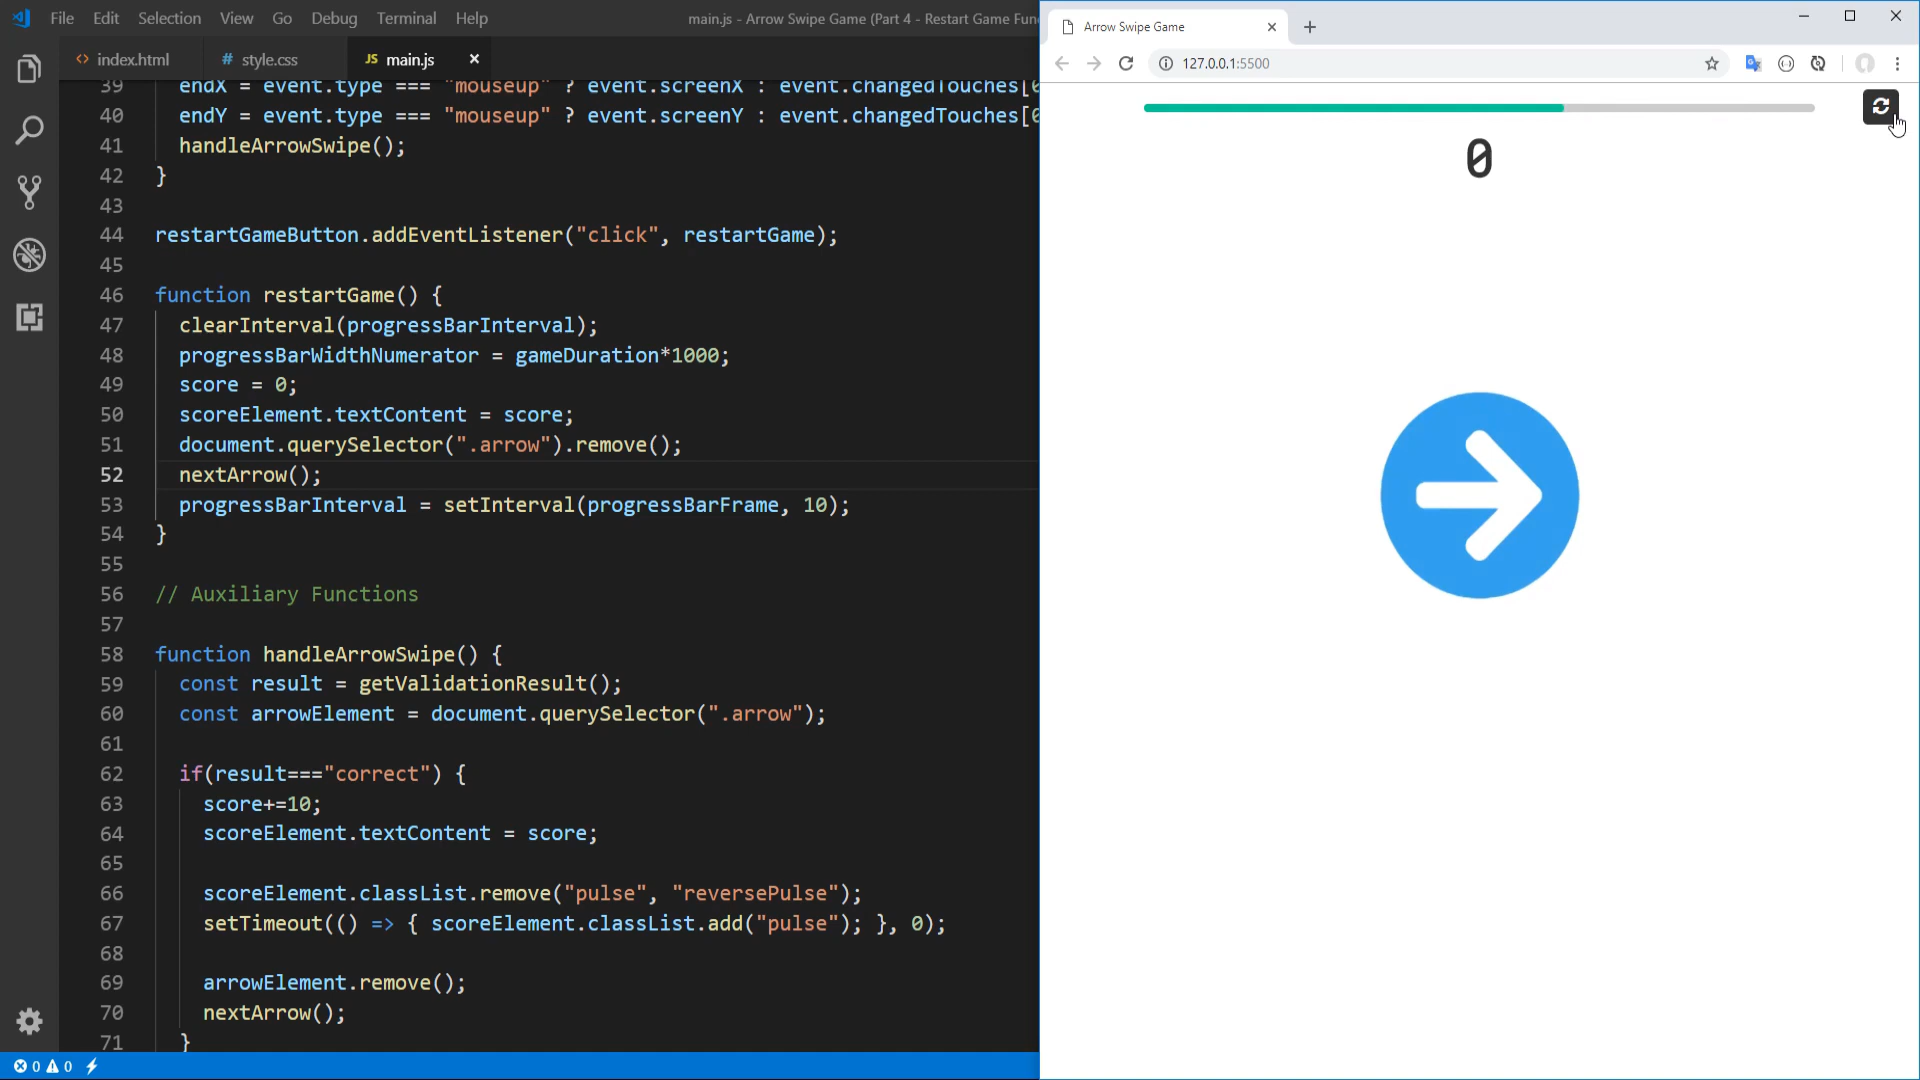 File Edit Selection View Go Debug Terminal Help
main.js - Arrow Swipe Game (Part 4 - Restart Game Fun
index.html
style.css
JS main.js
39 endX = event.type === "mouseup" ? event.screenX : event.changedTouches[0
40 endY = event.type === "mouseup" ? event.screenY : event.changedTouches[0
41 handleArrowSwipe();
42 }
43
44 restartGameButton.addEventListener("click", restartGame);
45
46 function restartGame() {
47 clearInterval(progressBarInterval);
48 progressBarWidthNumerator = gameDuration*1000;
49 score = 0;
50 scoreElement.textContent = score;
51 document.querySelector(".arrow").remove();
52 nextArrow();
53 progressBarInterval = setInterval(progressBarFrame, 10);
54 }
55
56 // Auxiliary Functions
57
58 function handleArrowSwipe() {
59 const result = getValidationResult();
60 const arrowElement = document.querySelector(".arrow");
61
62 if(result==="correct") {
63 score+=10;
64 scoreElement.textContent = score;
65
66 scoreElement.classList.remove("pulse", "reversePulse");
67 setTimeout(() => { scoreElement.classList.add("pulse"); }, 0);
68
69 arrowElement.remove();
70 nextArrow();
71 }
0 0
Arrow Swipe Game
127.0.0.1:5500
0